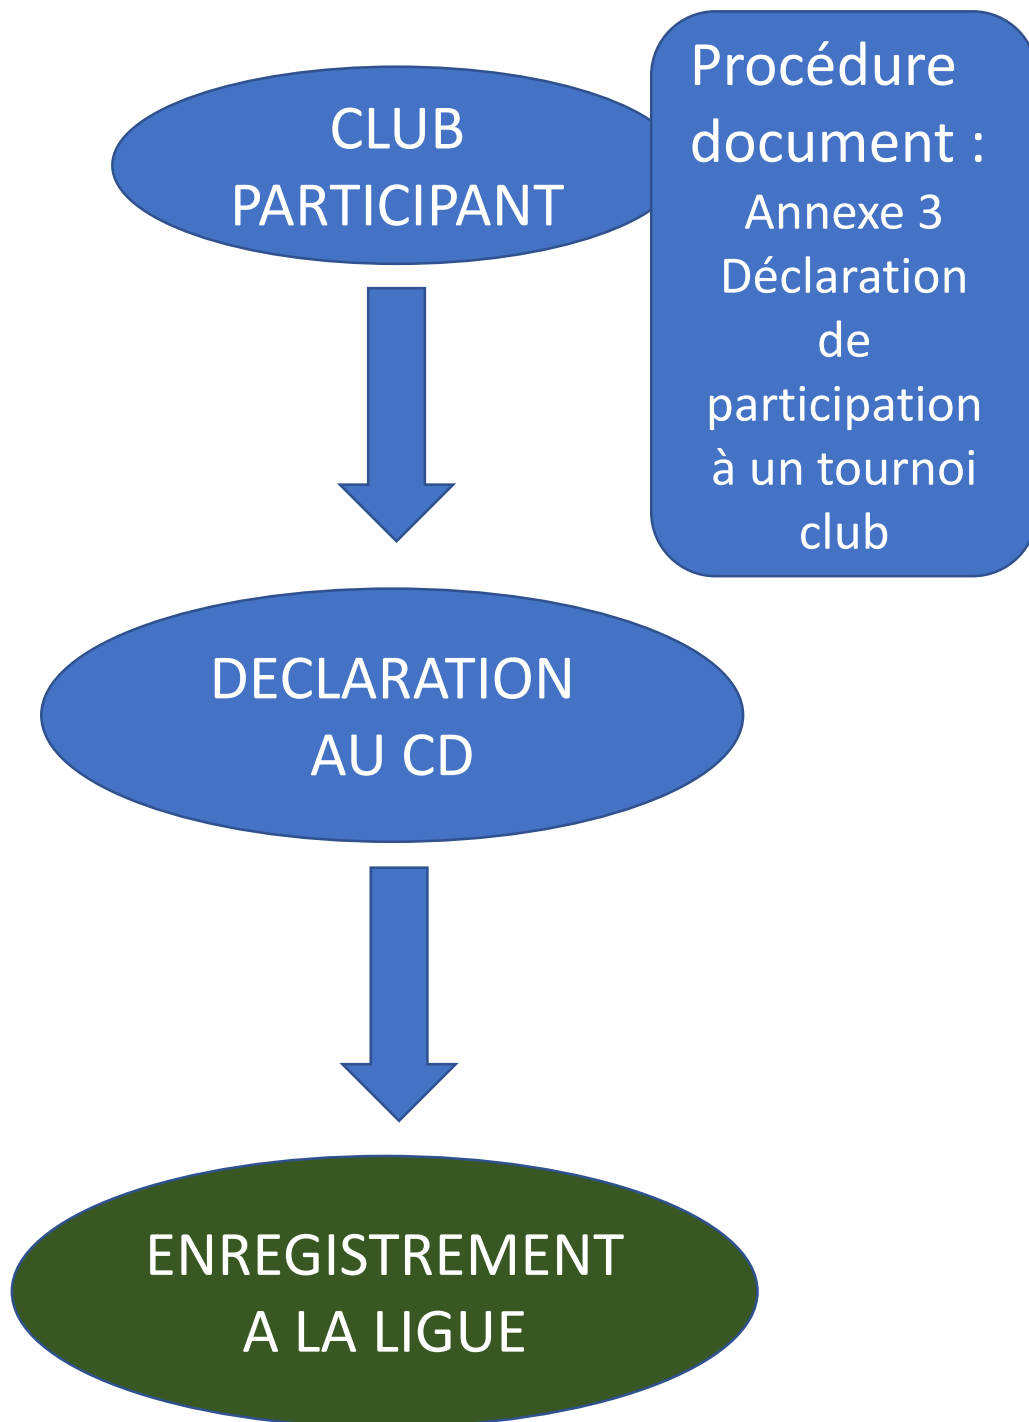 CLUB
PARTICIPANT
Procédure
document :
Annexe 3
Déclaration
de
participation
à un tournoi
club
DECLARATION
AU CD
ENREGISTREMENT
A LA LIGUE